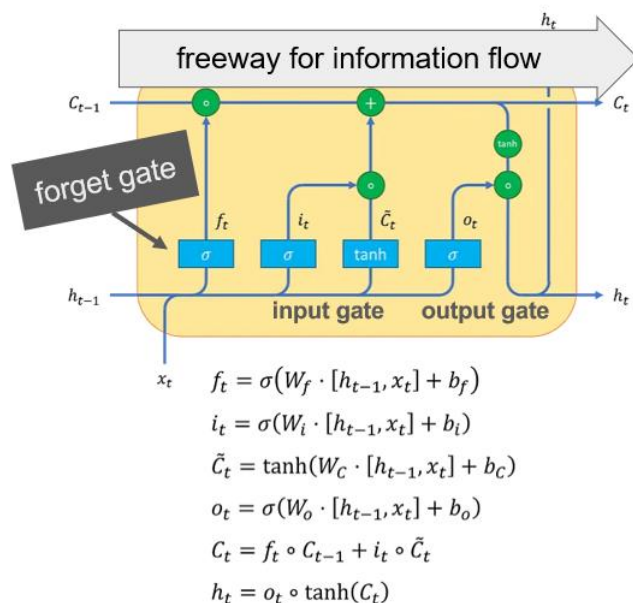 h_t
freeway for information flow
C_{t-1}
∘
+
C_t
tanh
forget gate
∘
∘
f_t
i_t
C̃_t
o_t
σ
σ
tanh
σ
h_{t-1}
h_t
input gate
output gate
x_t
f_t = σ(W_f · [h_{t-1}, x_t] + b_f)
i_t = σ(W_i · [h_{t-1}, x_t] + b_i)
C̃_t = tanh(W_C · [h_{t-1}, x_t] + b_C)
o_t = σ(W_o · [h_{t-1}, x_t] + b_o)
C_t = f_t ∘ C_{t-1} + i_t ∘ C̃_t
h_t = o_t ∘ tanh(C_t)